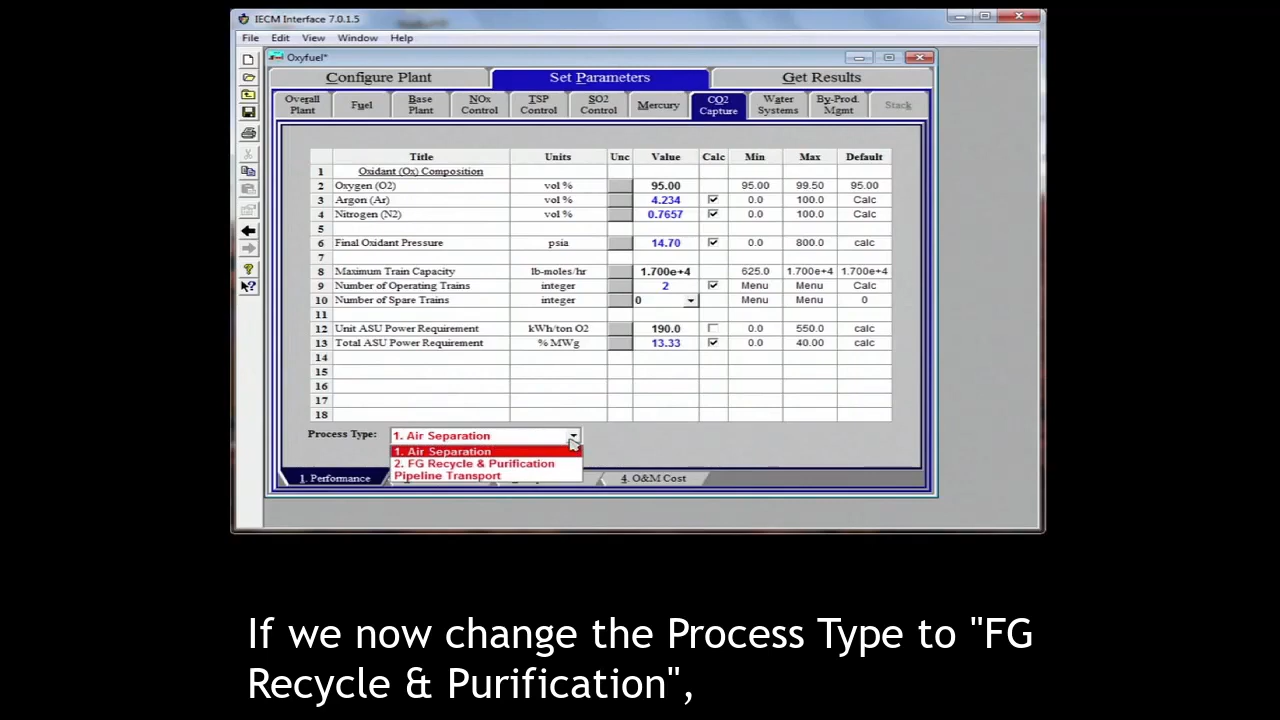 IECM Interface 7.0.1.5
File Edit View Window Help
Oxyfuel*
Configure Plant Set Parameters Get Results
Overall Plant Fuel Base Plant NOx Control TSP Control SO2 Control Mercury CO2 Capture Water Systems By-Prod. Mgmt Stack
Title Units Unc Value Calc Min Max Default
1 Oxidant (Ox) Composition
2 Oxygen (O2) vol % 95.00 95.00 99.50 95.00
3 Argon (Ar) vol % 4.234 0.0 100.0 Calc
4 Nitrogen (N2) vol % 0.7657 0.0 100.0 Calc
5
6 Final Oxidant Pressure psia 14.70 0.0 800.0 calc
7
8 Maximum Train Capacity lb-moles/hr 1.700e+4 625.0 1.700e+4 1.700e+4
9 Number of Operating Trains integer 2 Menu Menu Calc
10 Number of Spare Trains integer 0 Menu Menu 0
11
12 Unit ASU Power Requirement kWh/ton O2 190.0 0.0 550.0 calc
13 Total ASU Power Requirement % MWg 13.33 0.0 40.00 calc
14
15
16
17
18
Process Type: 1. Air Separation
1. Air Separation
2. FG Recycle & Purification
Pipeline Transport
1. Performance 4. O&M Cost
If we now change the Process Type to "FG
Recycle & Purification",